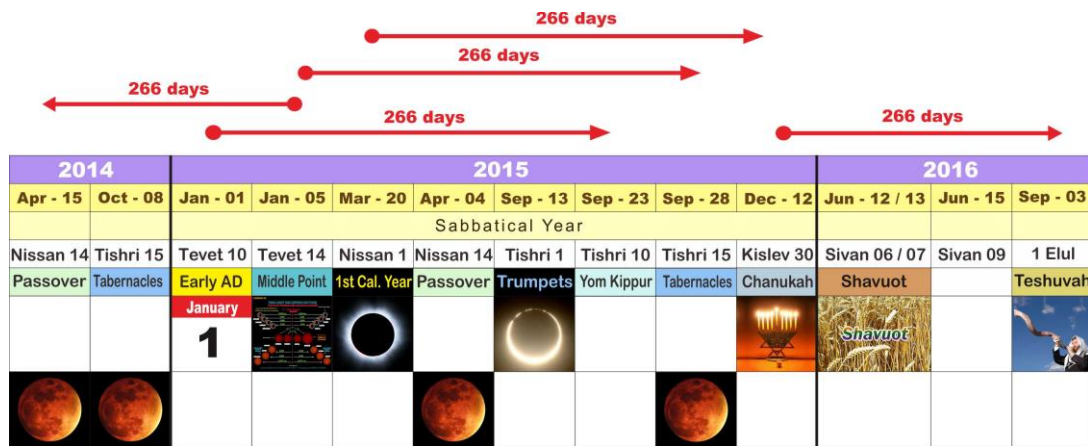 266 days
266 days
266 days
266 days
266 days
2014 2015 2016
Apr - 15 Oct - 08 Jan - 01 Jan - 05 Mar - 20 Apr - 04 Sep - 13 Sep - 23 Sep - 28 Dec - 12 Jun - 12 / 13 Jun - 15 Sep - 03
Sabbatical Year
Nissan 14 Tishri 15 Tevet 10 Tevet 14 Nissan 1 Nissan 14 Tishri 1 Tishri 10 Tishri 15 Kislev 30 Sivan 06 / 07 Sivan 09 1 Elul
Passover Tabernacles Early AD Middle Point 1st Cal. Year Passover Trumpets Yom Kippur Tabernacles Chanukah Shavuot Teshuvah
January
1
Shavuot